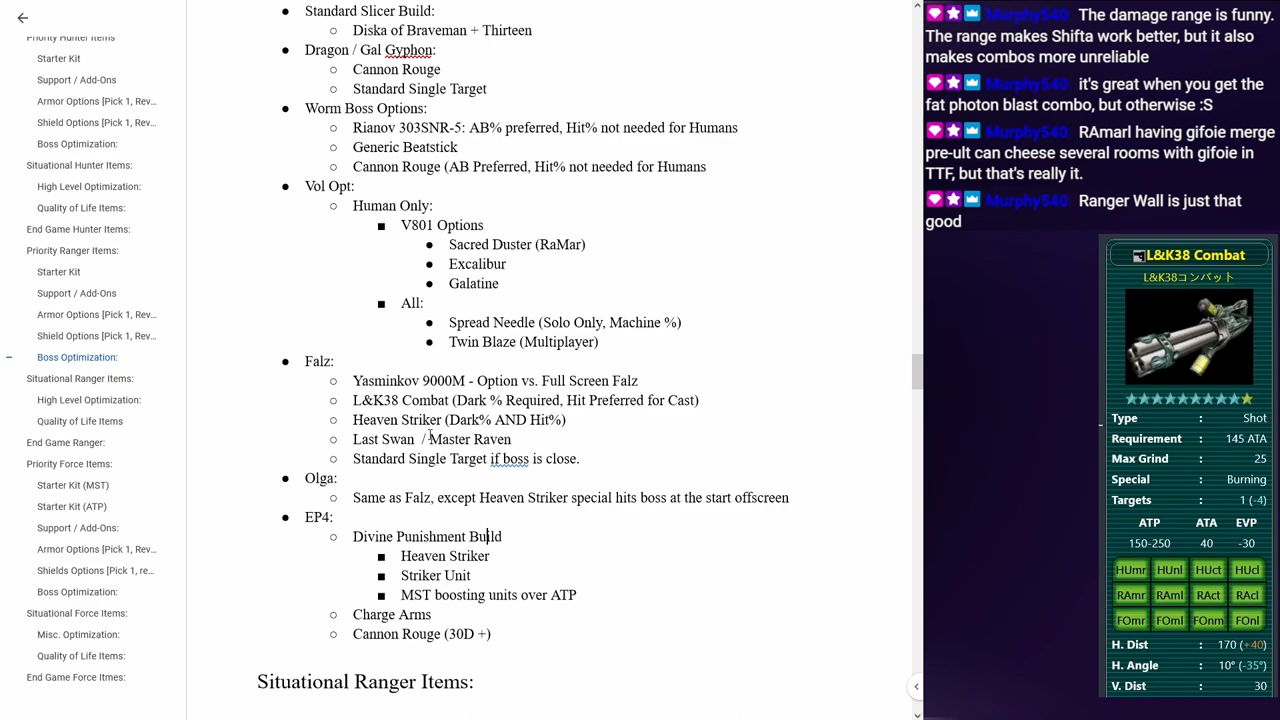 Priority Hunter Items
Starter Kit
Support / Add-Ons
Armor Options [Pick 1, Rev...
Shield Options [Pick 1, Rev...
Boss Optimization:
Situational Hunter Items:
High Level Optimization:
Quality of Life Items:
End Game Hunter Items:
Priority Ranger Items:
Starter Kit
Support / Add-Ons
Armor Options [Pick 1, Rev...
Shield Options [Pick 1, Rev...
Boss Optimization:
Situational Ranger Items:
High Level Optimization:
Quality of Life Items
End Game Ranger:
Priority Force Items:
Starter Kit (MST)
Starter Kit (ATP)
Support / Add-Ons:
Armor Options [Pick 1, Rev...
Shields Options [Pick 1, re...
Boss Optimization:
Situational Force Items:
Misc. Optimization:
Quality of Life Items:
End Game Force Itmes:
Standard Slicer Build:
Diska of Braveman + Thirteen
Dragon / Gal Gyphon:
Cannon Rouge
Standard Single Target
Worm Boss Options:
Rianov 303SNR-5: AB% preferred, Hit% not needed for Humans
Generic Beatstick
Cannon Rouge (AB Preferred, Hit% not needed for Humans
Vol Opt:
Human Only:
V801 Options
Sacred Duster (RaMar)
Excalibur
Galatine
All:
Spread Needle (Solo Only, Machine %)
Twin Blaze (Multiplayer)
Falz:
Yasminkov 9000M - Option vs. Full Screen Falz
L&K38 Combat (Dark % Required, Hit Preferred for Cast)
Heaven Striker (Dark% AND Hit%)
Last Swan / Master Raven
Standard Single Target if boss is close.
Olga:
Same as Falz, except Heaven Striker special hits boss at the start offscreen
EP4:
Divine Punishment Build
Heaven Striker
Striker Unit
MST boosting units over ATP
Charge Arms
Cannon Rouge (30D +)
Situational Ranger Items:
Murphy540 The damage range is funny.
The range makes Shifta work better, but it also
makes combos more unreliable
Murphy540 it's great when you get the
fat photon blast combo, but otherwise :S
Murphy540 RAmarl having gifoie merge
pre-ult can cheese several rooms with gifoie in
TTF, but that's really it.
Murphy540 Ranger Wall is just that
good
L&K38 Combat
L&K38コンバット
Type : Shot
Requirement : 145 ATA
Max Grind : 25
Special : Burning
Targets : 1 (-4)
ATP ATA EVP
150-250 40 -30
HUmr HUnl HUct HUcl
RAmr RAml RAct RAcl
FOmr FOml FOnm FOnl
H. Dist : 170 (+40)
H. Angle : 10° (-35°)
V. Dist : 30